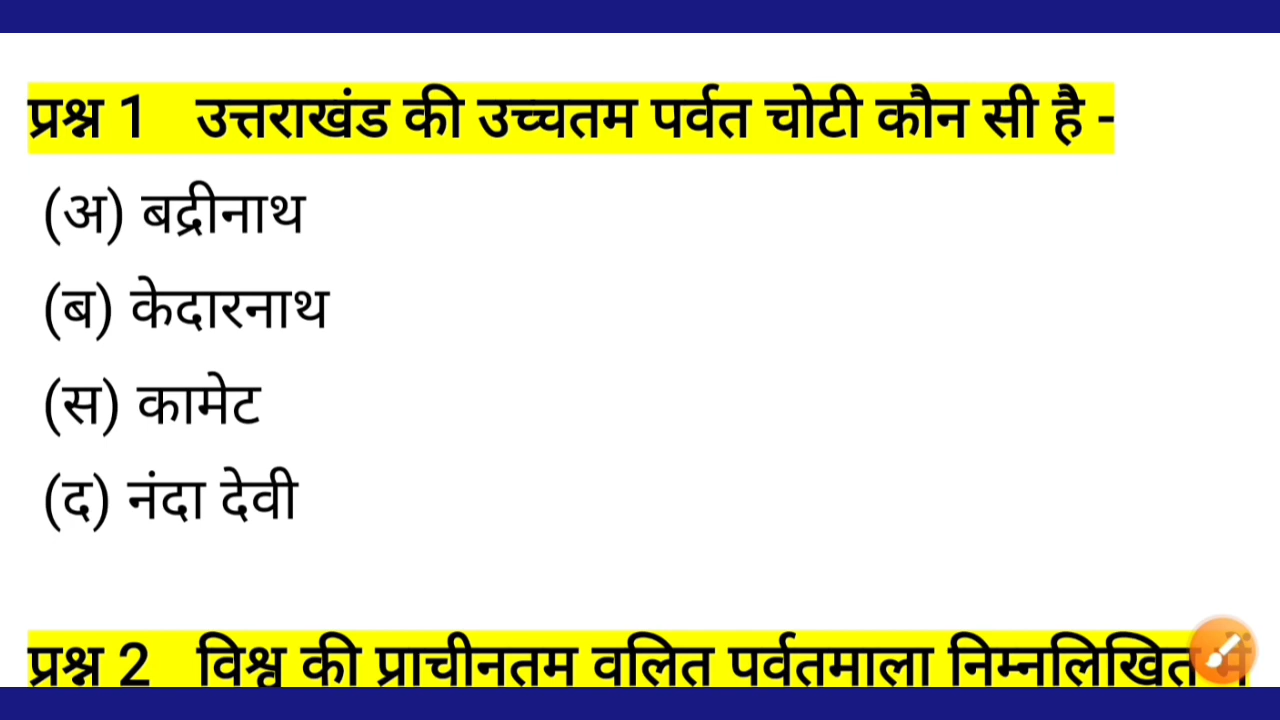 प्रश्न 1 उत्तराखंड की उच्चतम पर्वत चोटी कौन सी है -
(अ) बद्रीनाथ
(ब) केदारनाथ
(स) कामेट
(द) नंदा देवी
प्रश्न 2 विश्व की प्राचीनतम वलित पर्वतमाला निम्नलिखित